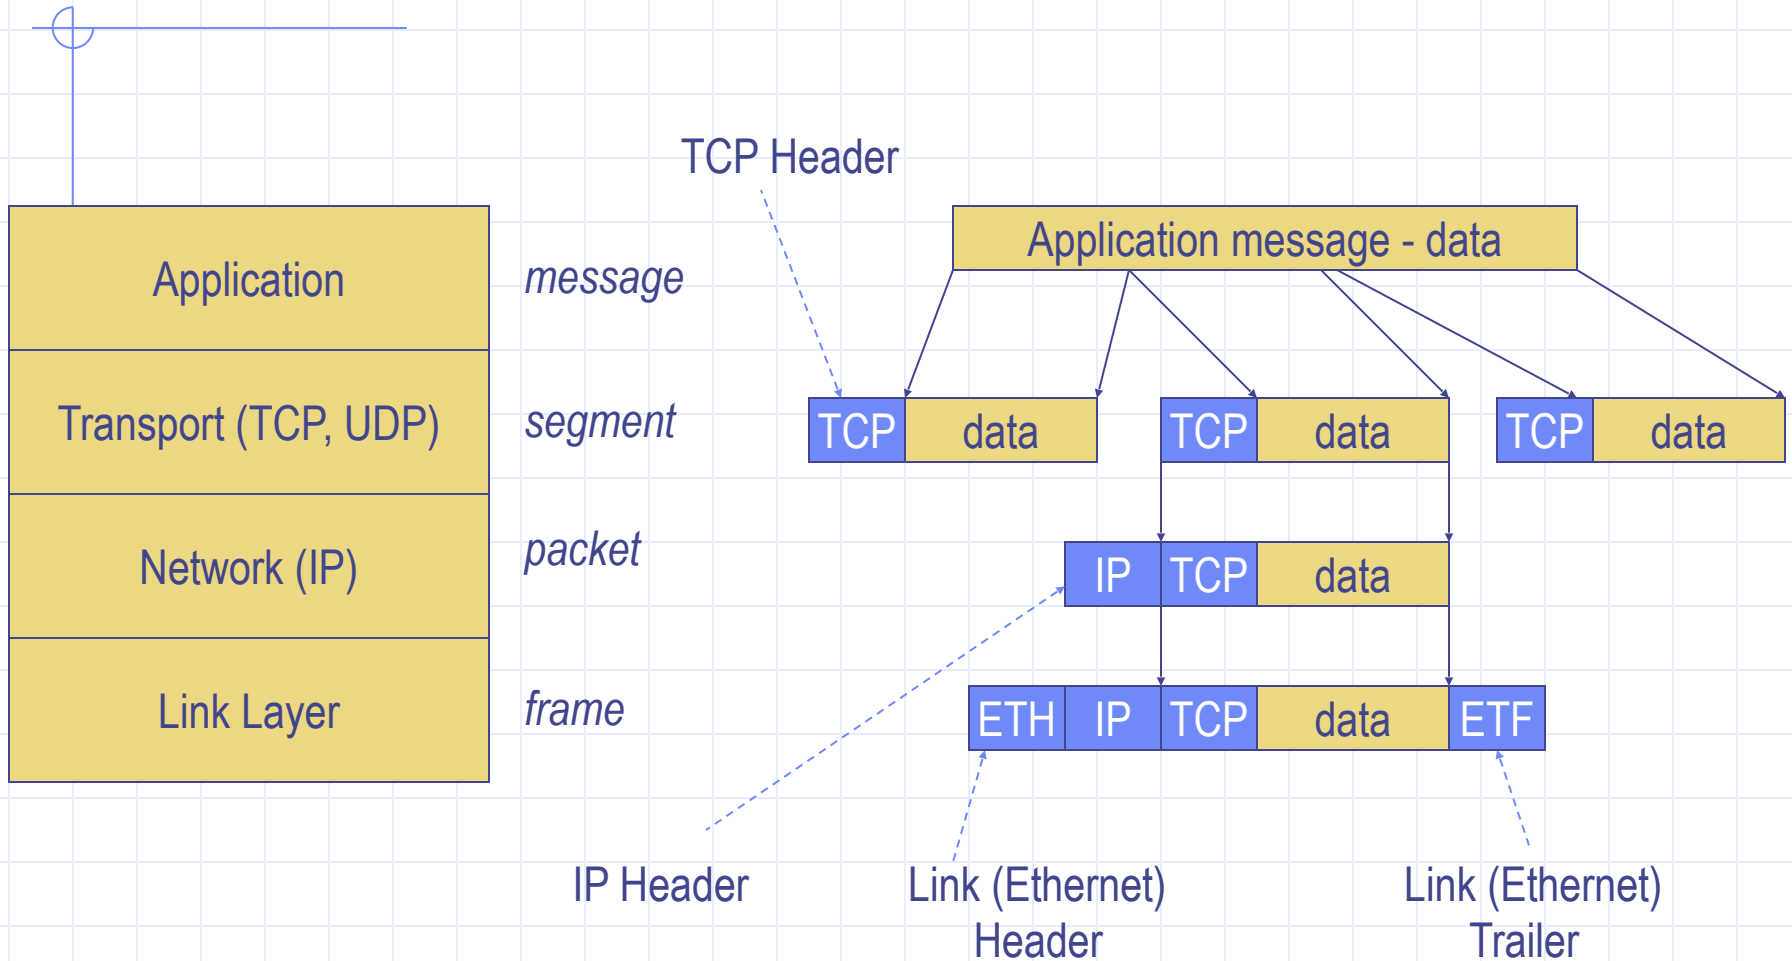 TCP Header
Application message - data
Application
message
Transport (TCP, UDP)
segment
TCP data TCP data TCP data
Network (IP)
packet
IP TCP data
Link Layer
frame
ETH IP TCP data ETF
IP Header
Link (Ethernet)
Header
Link (Ethernet)
Trailer